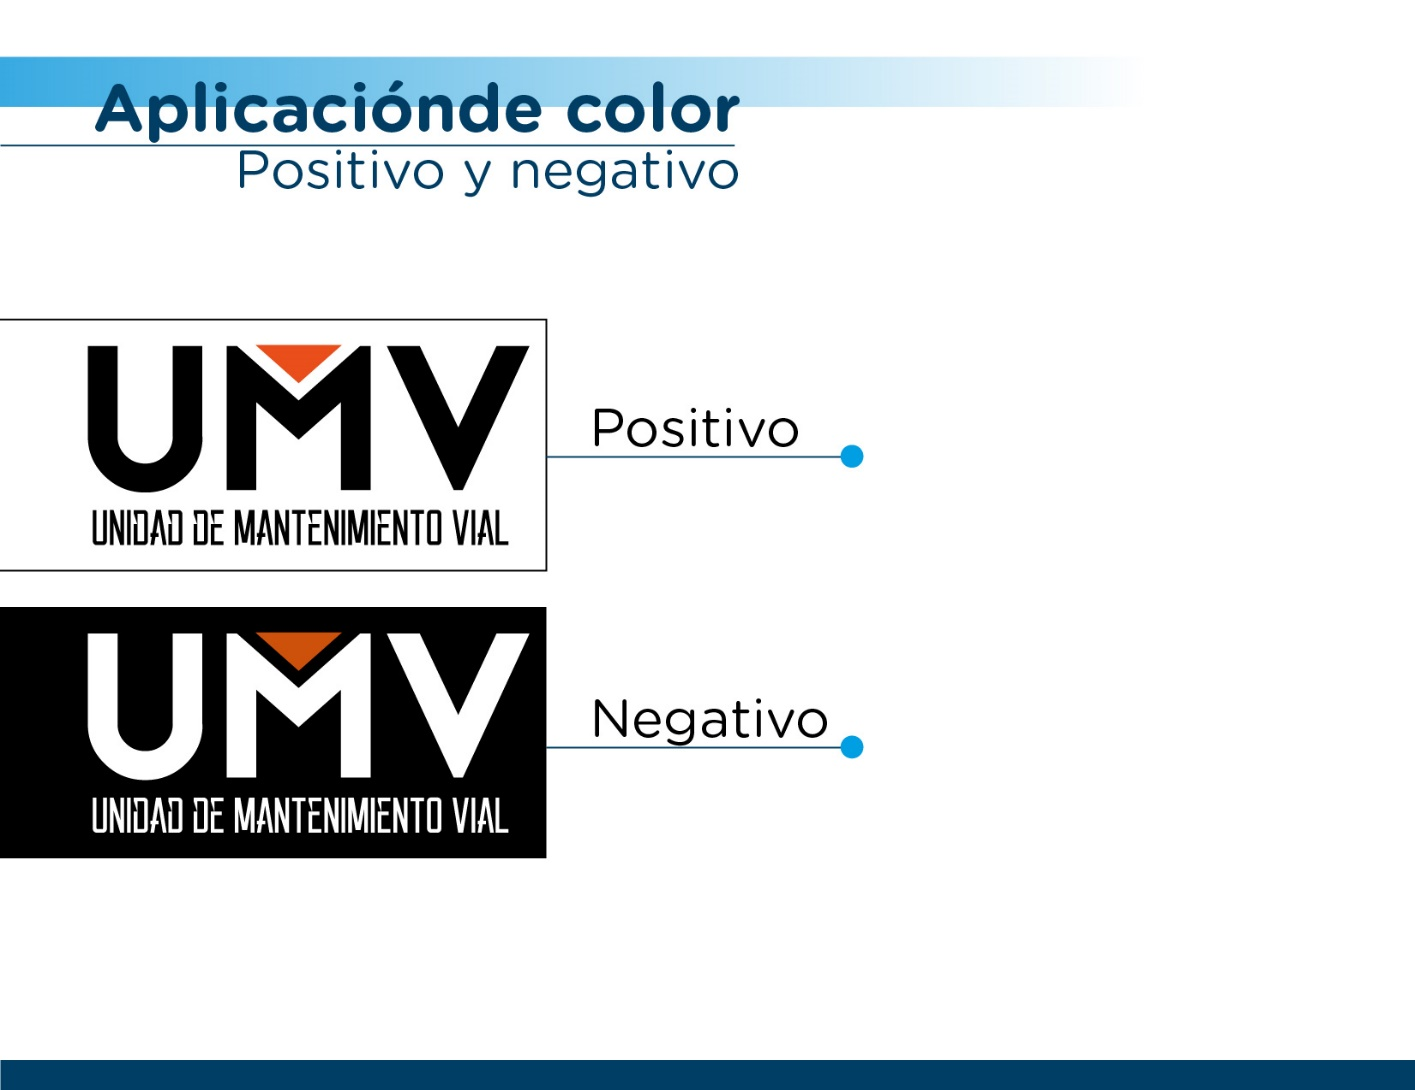 Aplicaciónde color
Positivo y negativo
UMV
UNIDAD DE MANTENIMIENTO VIAL
Positivo
UMV
UNIDAD DE MANTENIMIENTO VIAL
Negativo